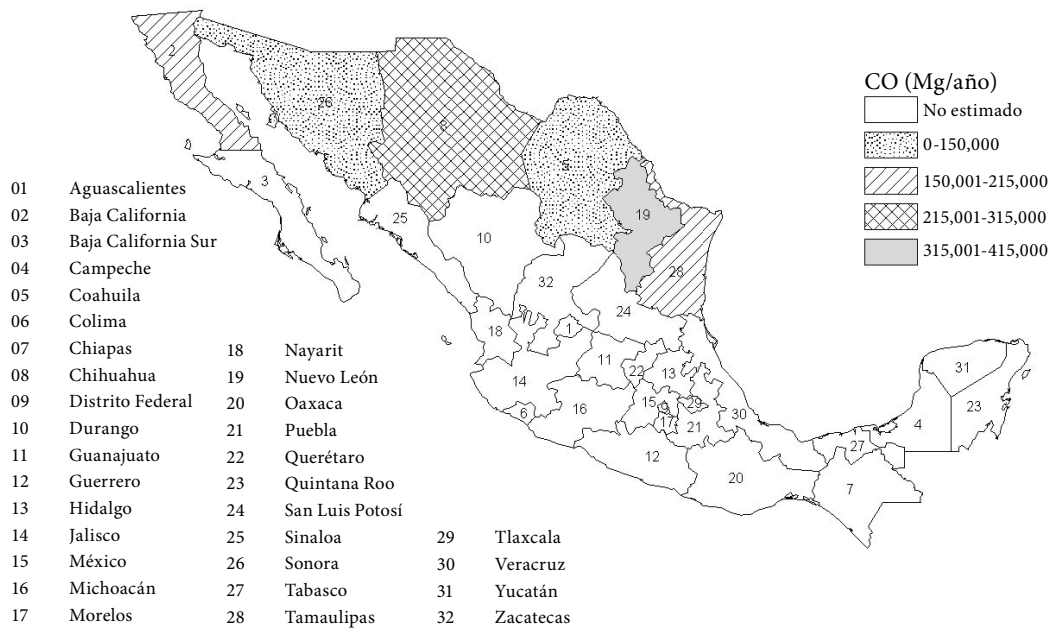 CO (Mg/año)
No estimado
0-150,000
150,001-215,000
215,001-315,000
315,001-415,000
01 Aguascalientes
02 Baja California
03 Baja California Sur
04 Campeche
05 Coahuila
06 Colima
07 Chiapas
08 Chihuahua
09 Distrito Federal
10 Durango
11 Guanajuato
12 Guerrero
13 Hidalgo
14 Jalisco
15 México
16 Michoacán
17 Morelos
18 Nayarit
19 Nuevo León
20 Oaxaca
21 Puebla
22 Querétaro
23 Quintana Roo
24 San Luis Potosí
25 Sinaloa
26 Sonora
27 Tabasco
28 Tamaulipas
29 Tlaxcala
30 Veracruz
31 Yucatán
32 Zacatecas
2
26
8
5
3
25
19
10
28
32
24
18
1
11
22
13
31
14
15
9
29
23
6
16
17
21
30
4
27
12
20
7